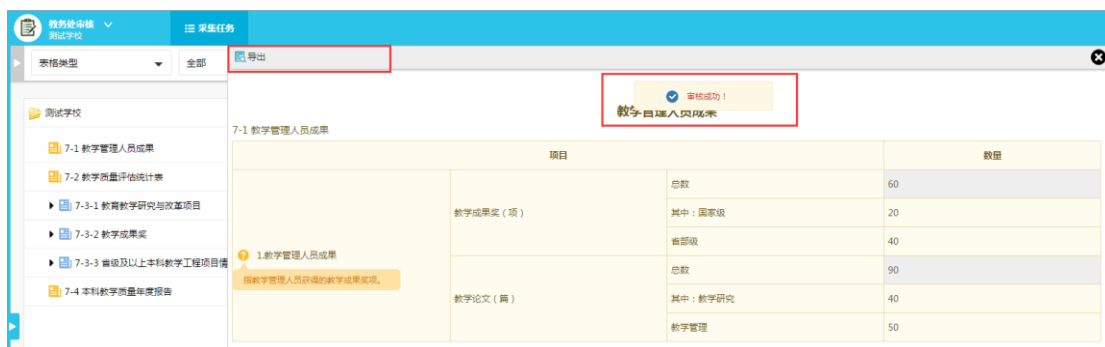 教务处审核
测试学校
采集任务
表格类型
全部
导出
审核成功！
教学管理人员成果
测试学校
7-1 教学管理人员成果
7-2 教学质量评估统计表
7-3-1 教育教学研究与改革项目
7-3-2 教学成果奖
7-3-3 省级及以上本科教学工程项目情
7-4 本科教学质量年度报告
7-1 教学管理人员成果
项目 数量
1.教学管理人员成果
指教学管理人员获得的教学成果奖项。
教学成果奖（项）
总数 60
其中：国家级 20
省部级 40
教学论文（篇）
总数 90
其中：教学研究 40
教学管理 50